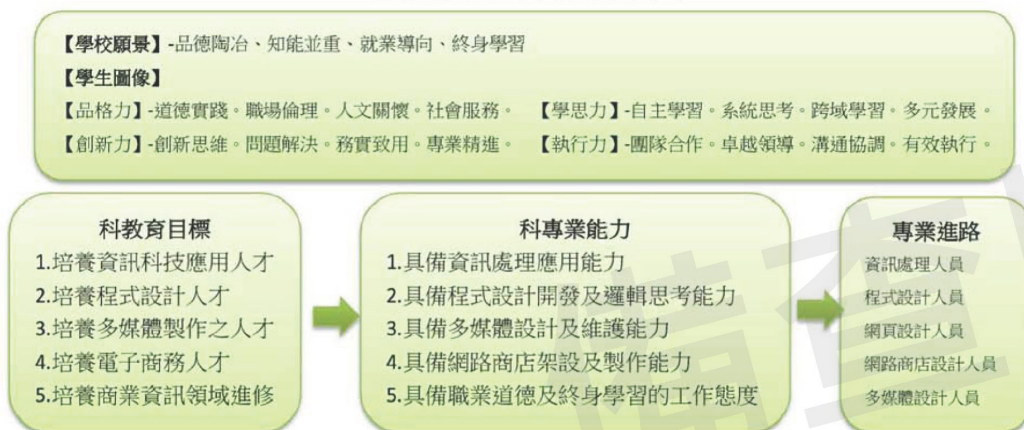 【學校願景】-品德陶冶、知能並重、就業導向、終身學習
【學生圖像】
【品格力】-道德實踐。職場倫理。人文關懷。社會服務。 【學思力】-自主學習。系統思考。跨域學習。多元發展。
【創新力】-創新思維。問題解決。務實致用。專業精進。 【執行力】-團隊合作。卓越領導。溝通協調。有效執行。
科教育目標
1.培養資訊科技應用人才
2.培養程式設計人才
3.培養多媒體製作之人才
4.培養電子商務人才
5.培養商業資訊領域進修
科專業能力
1.具備資訊處理應用能力
2.具備程式設計開發及邏輯思考能力
3.具備多媒體設計及維護能力
4.具備網路商店架設及製作能力
5.具備職業道德及終身學習的工作態度
專業進路
資訊處理人員
程式設計人員
網頁設計人員
網路商店設計人員
多媒體設計人員
備查